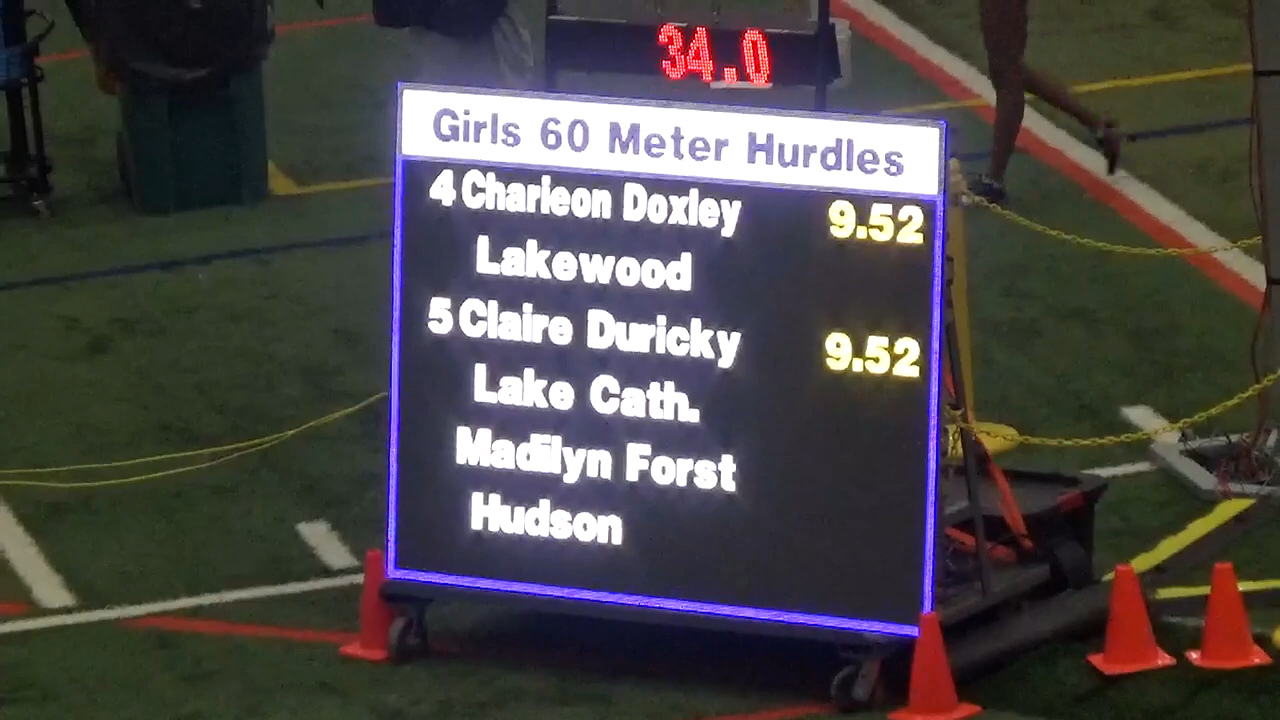 34.0
Girls 60 Meter Hurdles
4 Charleon Doxley 9.52
Lakewood
5 Claire Duricky 9.52
Lake Cath.
Madilyn Forst
Hudson